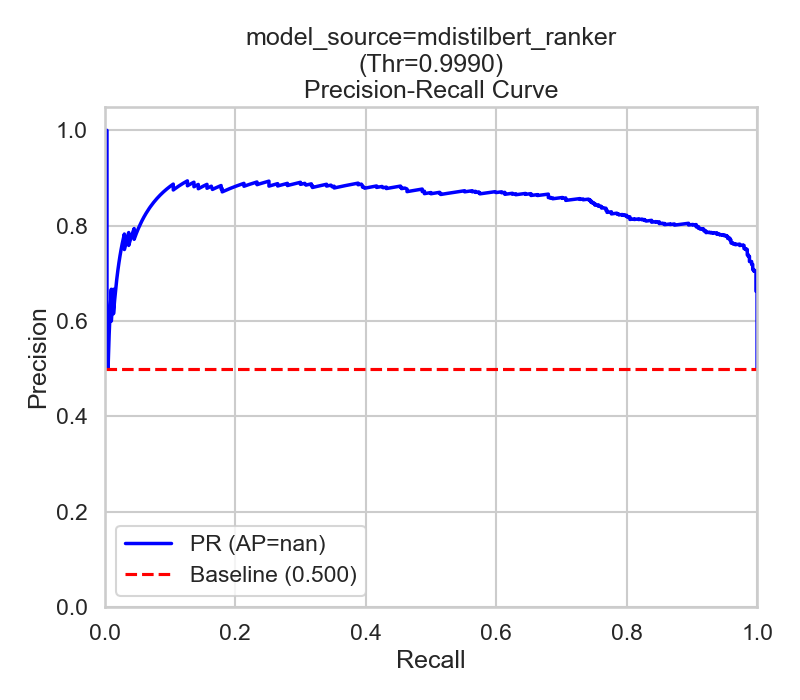 model_source=mdistilbert_ranker
(Thr=0.9990)
Precision-Recall Curve
1.0
0.8
0.6
0.4
0.2
0.0
Precision
PR (AP=nan)
Baseline (0.500)
0.0 0.2 0.4 0.6 0.8 1.0
Recall